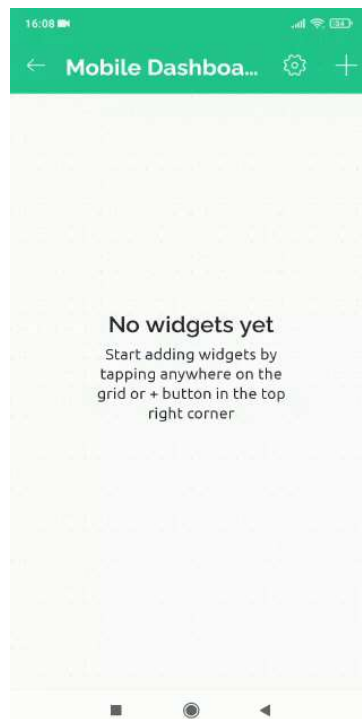 16:08
Mobile Dashboa...
No widgets yet
Start adding widgets by
tapping anywhere on the
grid or + button in the top
right corner